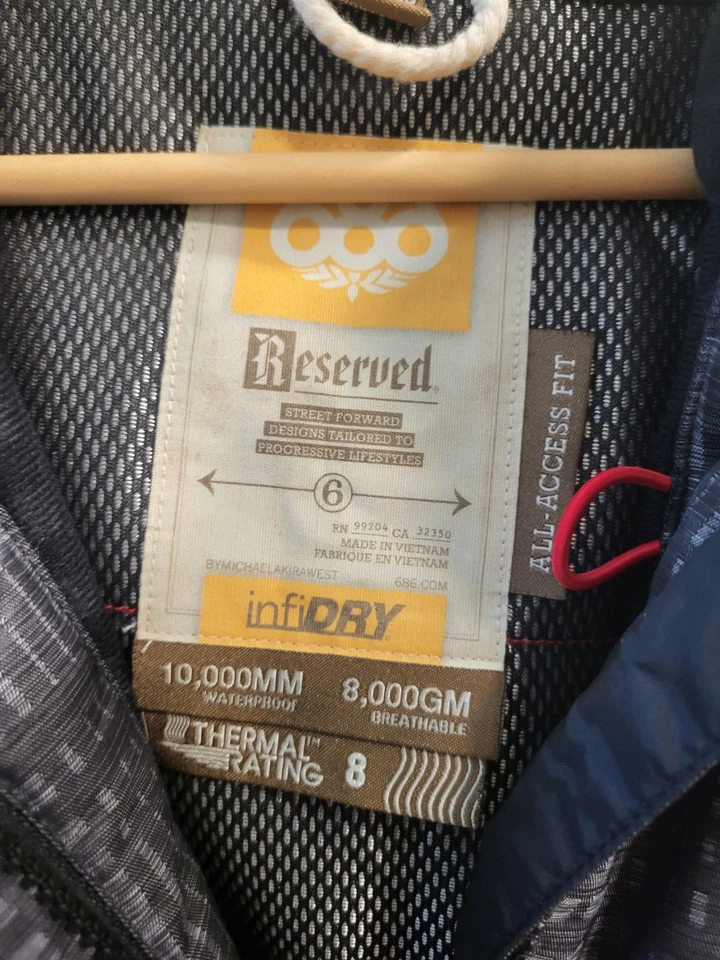 686
Reserved
STREET FORWARD
DESIGNS TAILORED TO
PROGRESSIVE LIFESTYLES
6
RN 99204 CA 32350
MADE IN VIETNAM
FABRIQUE EN VIETNAM
BYMICHAELAKIRAWEST 686.COM
infiDRY
10,000MM 8,000GM
WATERPROOF BREATHABLE
THERMAL™
RATING 8
ALL-ACCESS FIT